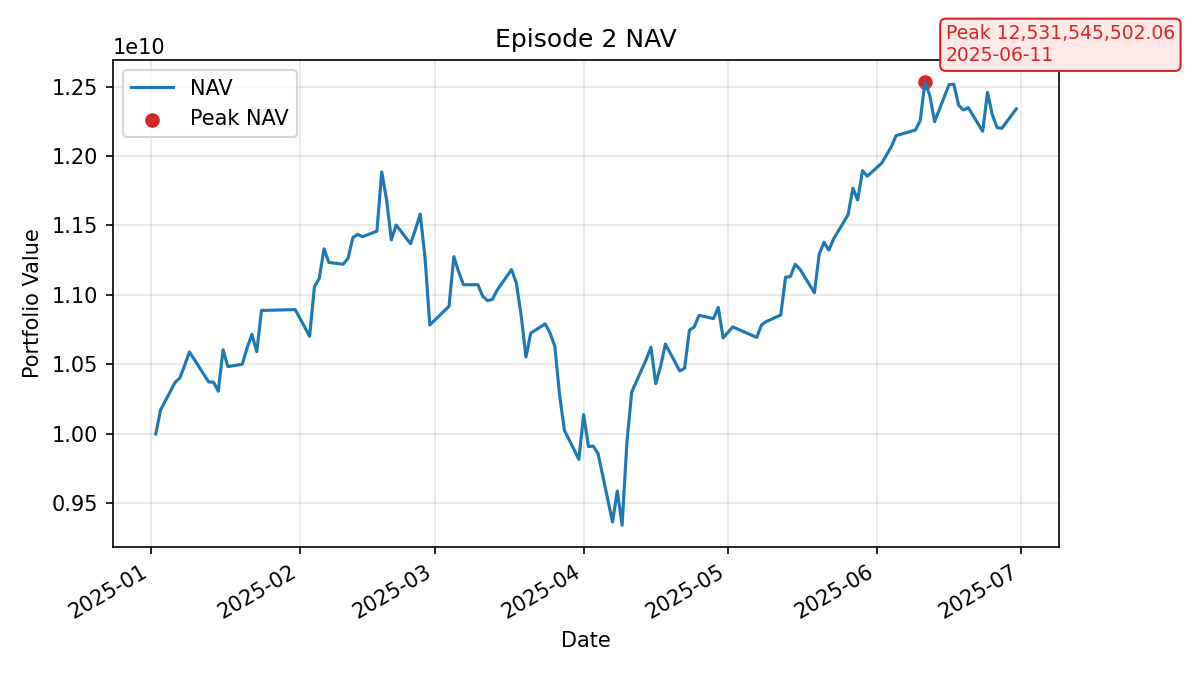 Episode 2 NAV
Peak 12,531,545,502.06
2025-06-11
1e10
NAV
Peak NAV
1.25
1.20
1.15
1.10
1.05
1.00
0.95
Portfolio Value
2025-01
2025-02
2025-03
2025-04
2025-05
2025-06
2025-07
Date